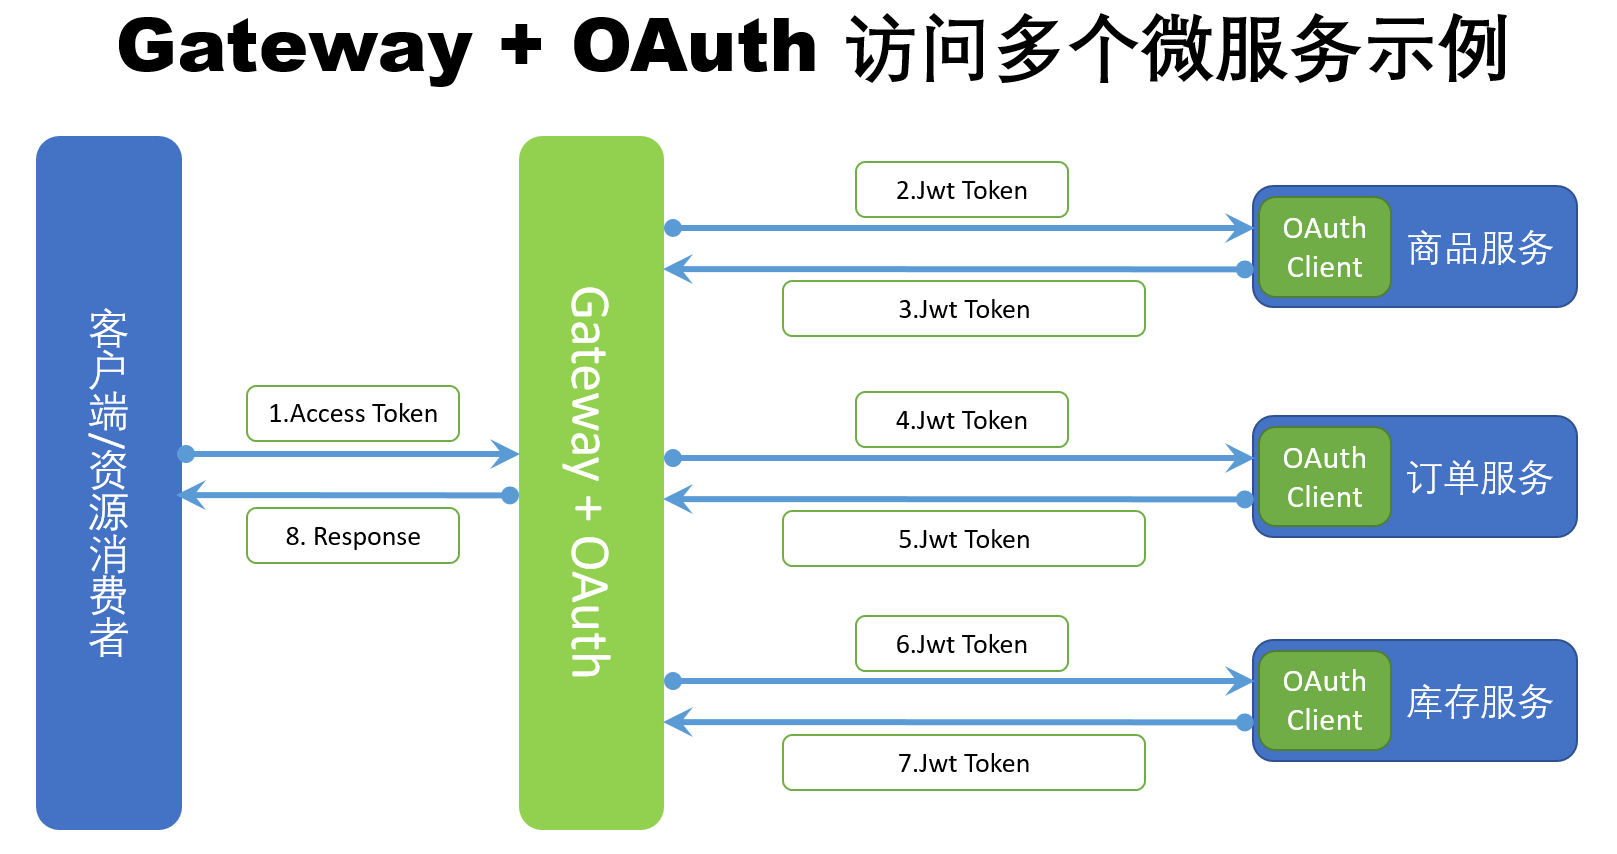 Gateway + OAuth 访问多个微服务示例
客户端/资源消费者
1.Access Token
8. Response
Gateway + OAuth
2.Jwt Token
3.Jwt Token
OAuth
Client
商品服务
4.Jwt Token
5.Jwt Token
OAuth
Client
订单服务
6.Jwt Token
7.Jwt Token
OAuth
Client
库存服务